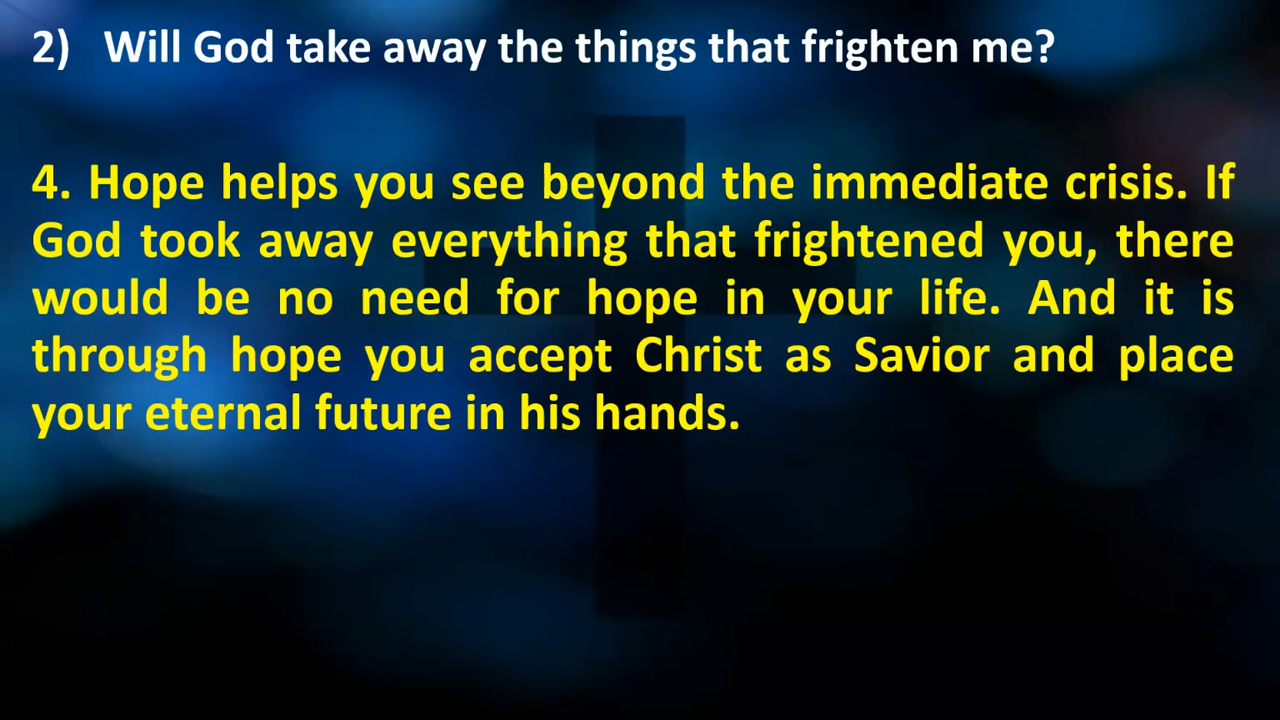 2) Will God take away the things that frighten me?
4. Hope helps you see beyond the immediate crisis. If
God took away everything that frightened you, there
would be no need for hope in your life. And it is
through hope you accept Christ as Savior and place
your eternal future in his hands.